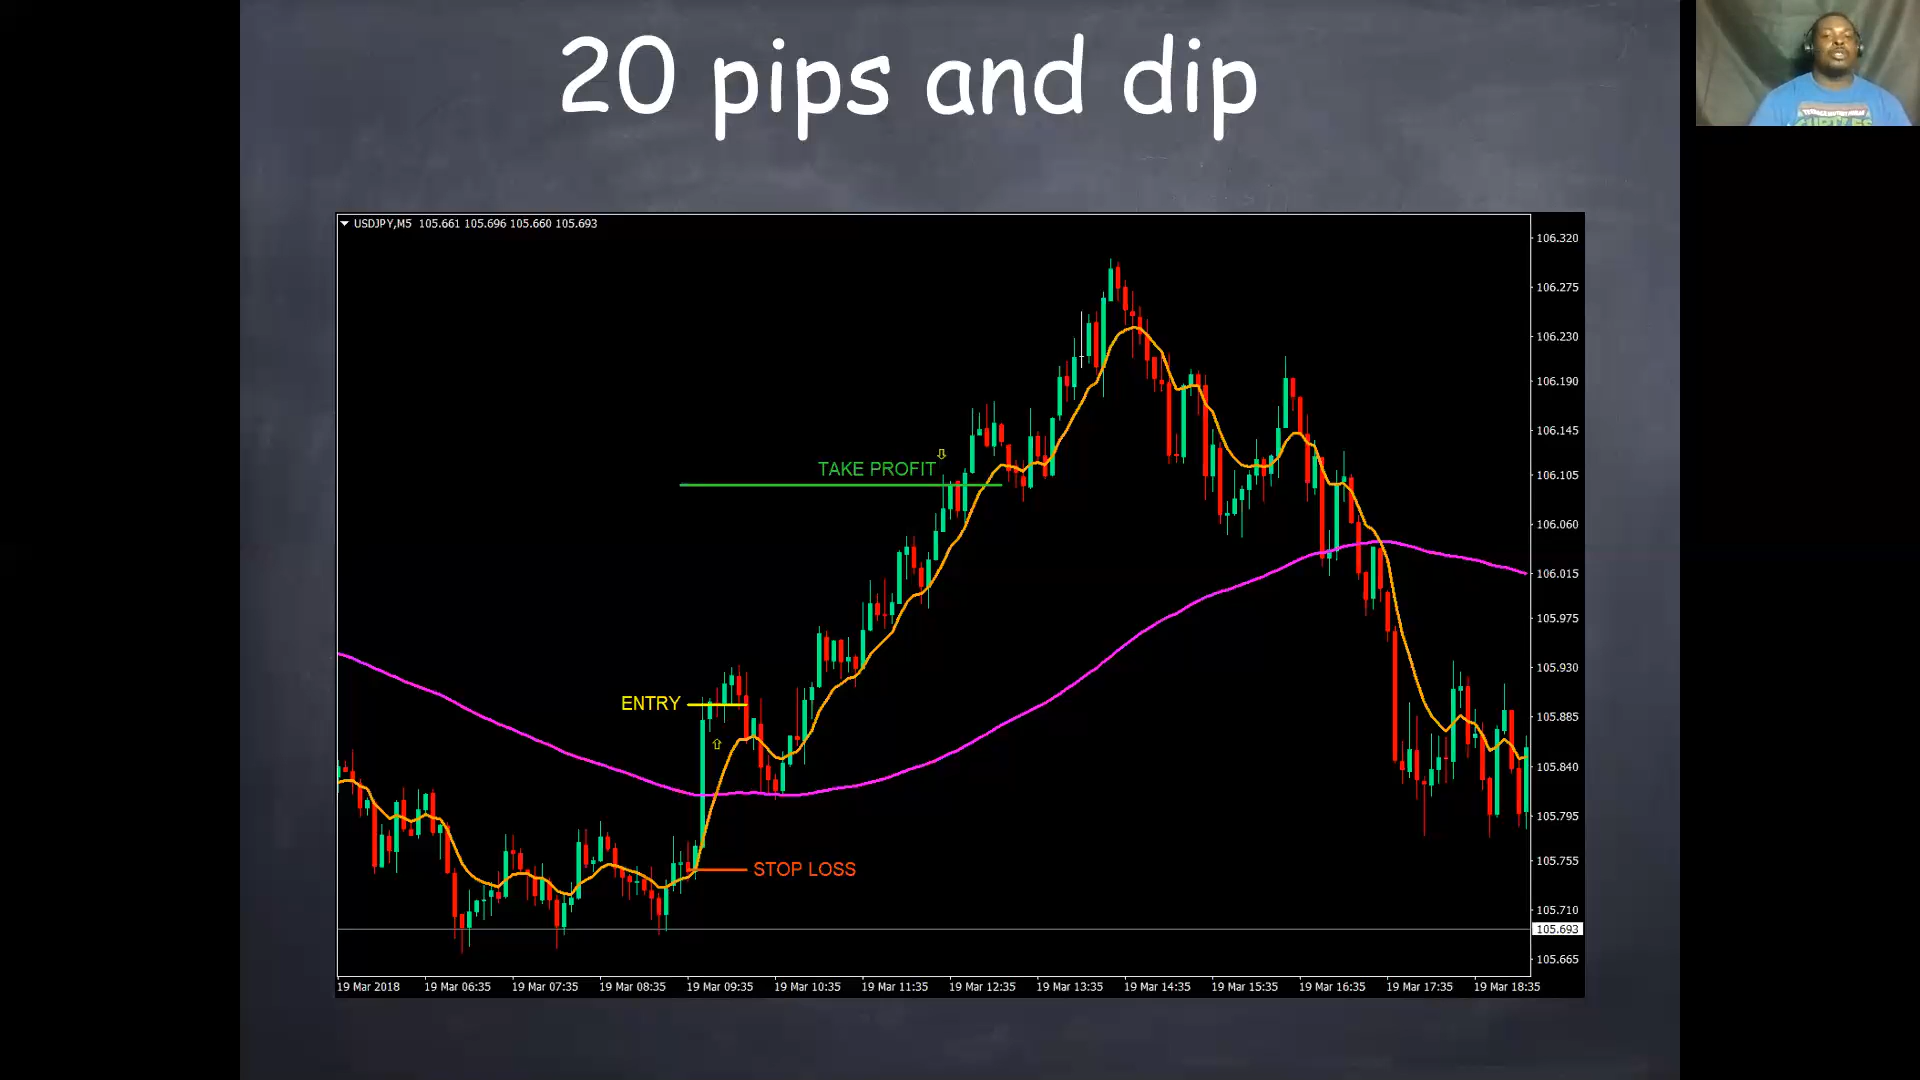 20 pips and dip
USDJPY,M5 105.661 105.696 105.660 105.693
106.320
106.275
106.230
106.190
106.145
TAKE PROFIT
106.105
106.060
106.015
105.975
105.930
ENTRY
105.885
105.840
105.795
STOP LOSS
105.755
105.710
105.693
105.665
19 Mar 2018 19 Mar 06:35 19 Mar 07:35 19 Mar 08:35 19 Mar 09:35 19 Mar 10:35 19 Mar 11:35 19 Mar 12:35 19 Mar 13:35 19 Mar 14:35 19 Mar 15:35 19 Mar 16:35 19 Mar 17:35 19 Mar 18:35